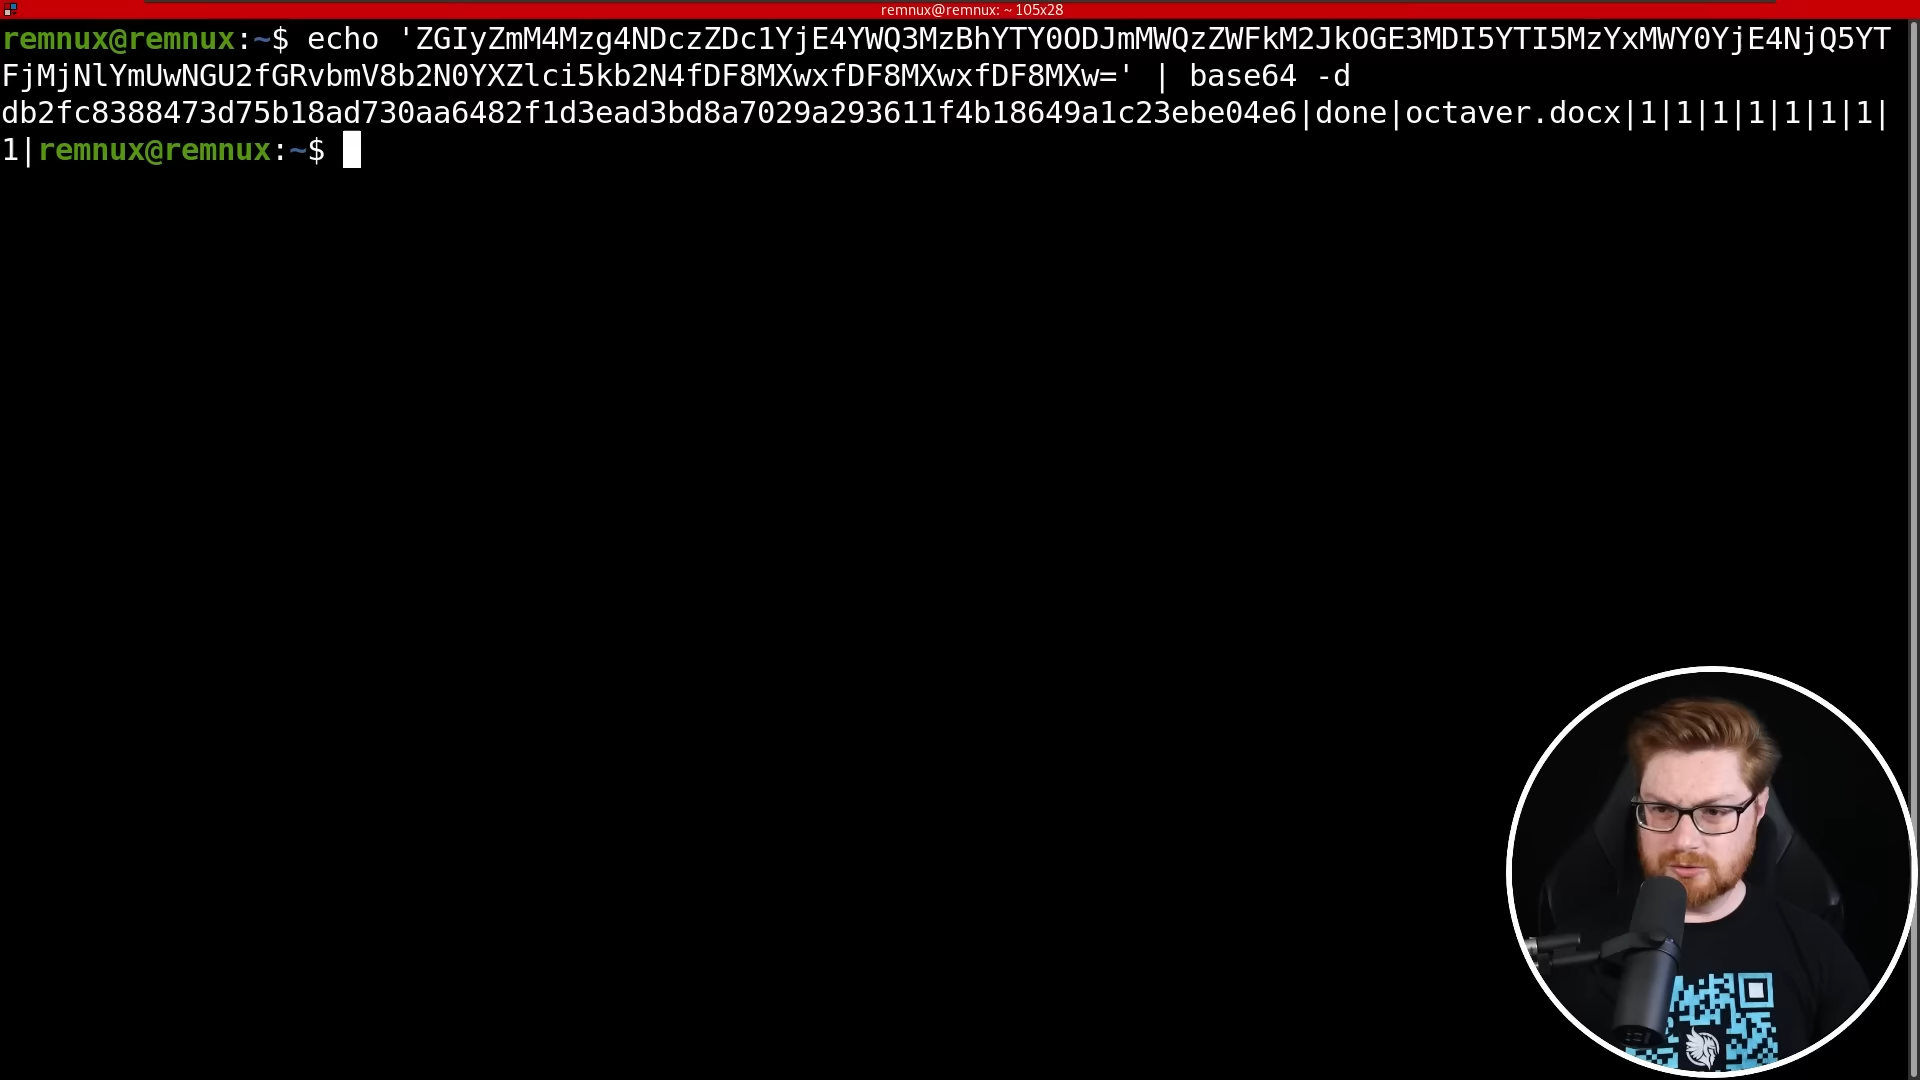 remnux@remnux: ~ 105x28
remnux@remnux:~$ echo 'ZGIyZmM4Mzg4NDczZDc1YjE4YWQ3MzBhYTY0ODJmMWQzZWFkM2JkOGE3MDI5YTI5MzYxMWY0YjE4NjQ5YT
FjMjNlYmUwNGU2fGRvbmV8b2N0YXZlci5kb2N4fDF8MXwxfDF8MXwxfDF8MXw=' | base64 -d
db2fc8388473d75b18ad730aa6482f1d3ead3bd8a7029a293611f4b18649a1c23ebe04e6|done|octaver.docx|1|1|1|1|1|1|1|
1|remnux@remnux:~$